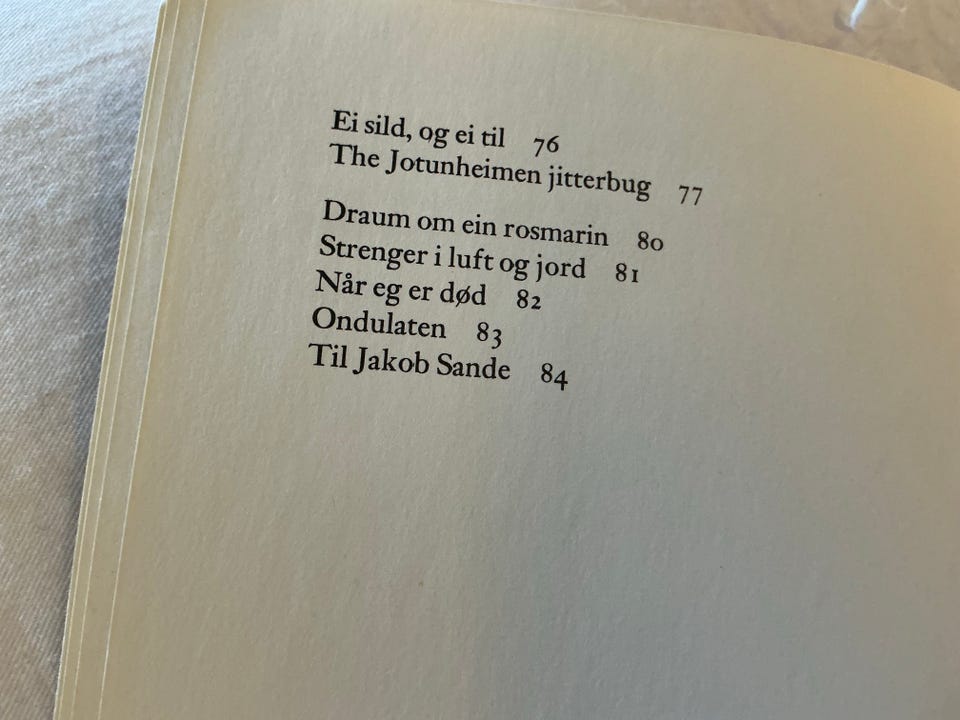 Ei sild, og ei til 76
The Jotunheimen jitterbug 77
Draum om ein rosmarin 80
Strenger i luft og jord 81
Når eg er død 82
Ondulaten 83
Til Jakob Sande 84